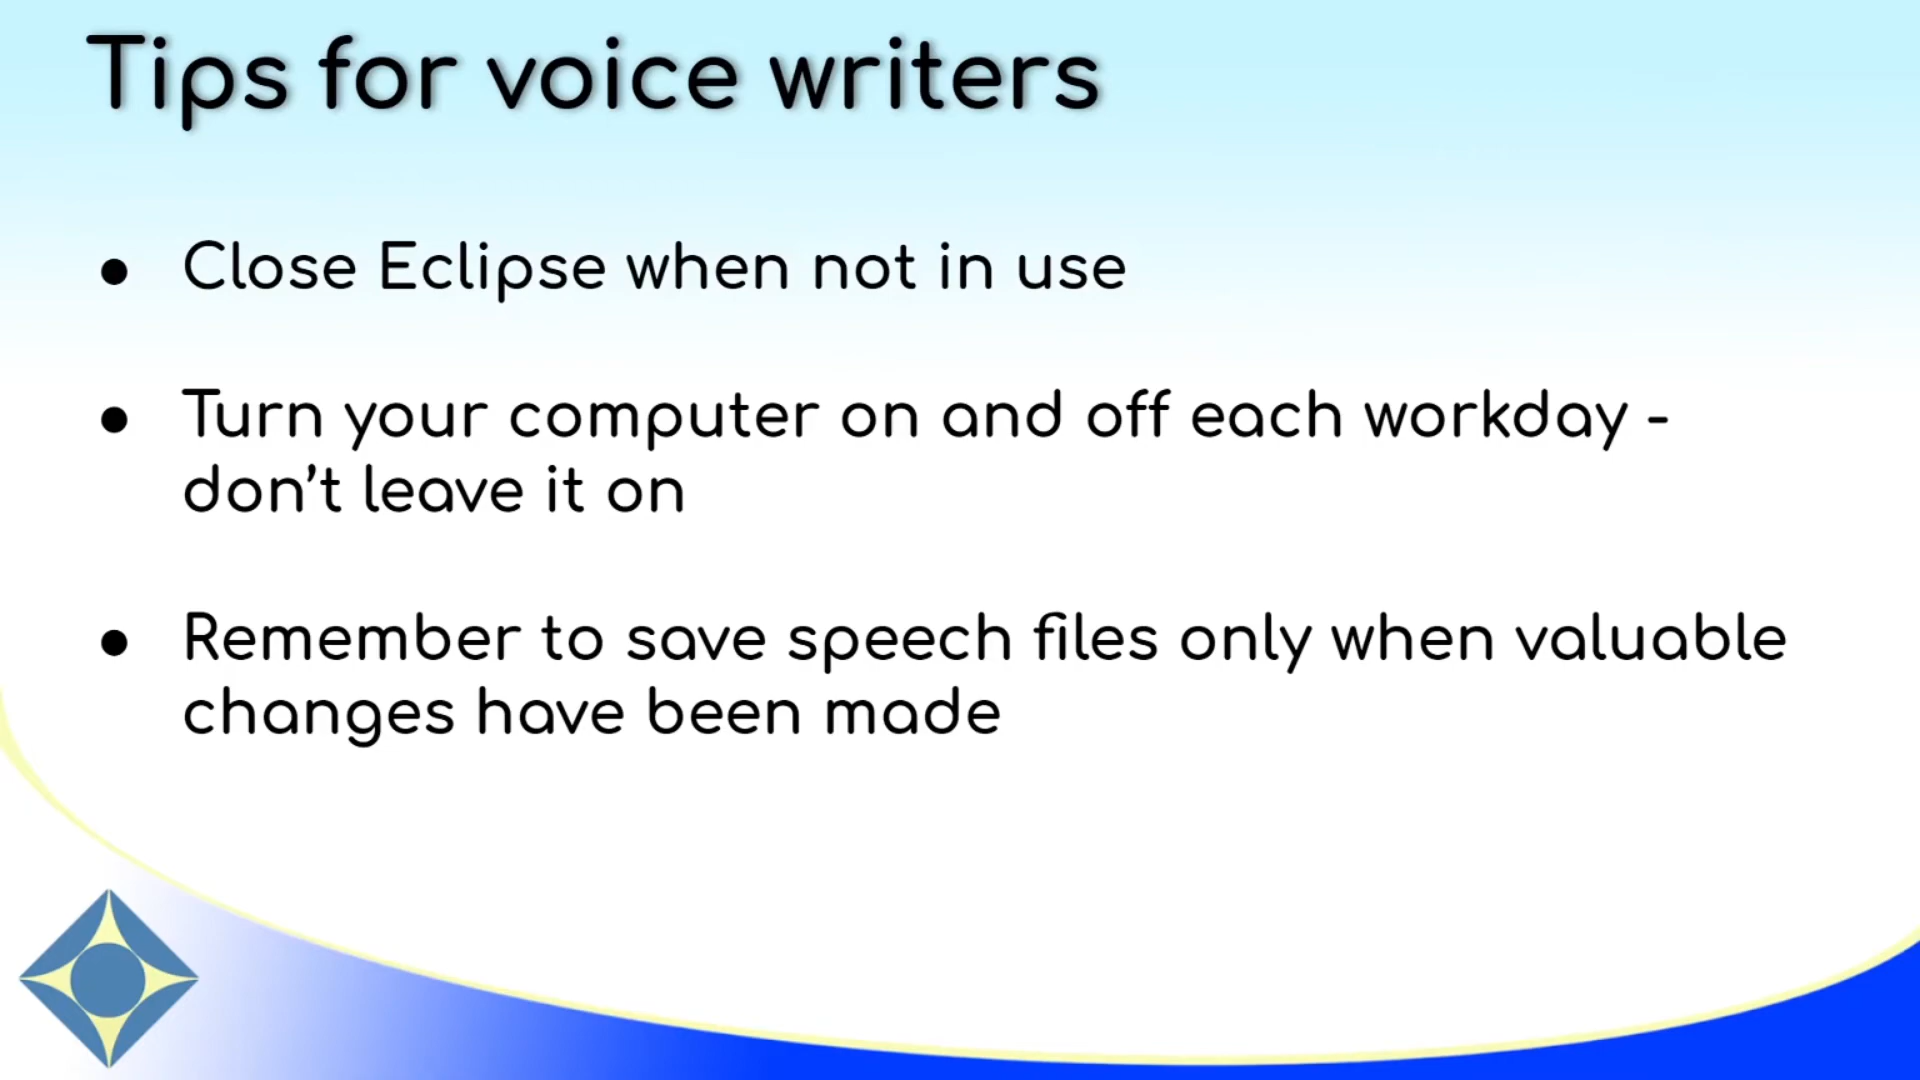 Tips for voice writers
● Close Eclipse when not in use
● Turn your computer on and off each workday -
don't leave it on
● Remember to save speech files only when valuable
changes have been made